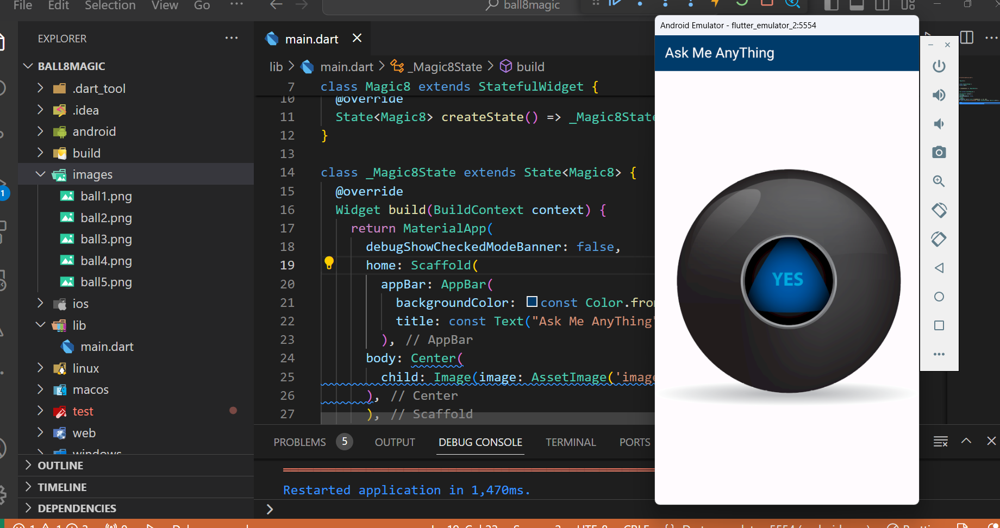 File Edit Selection View Go ... ball8magic
EXPLORER ...
BALL8MAGIC
.dart_tool
.idea
android
build
images
ball1.png
ball2.png
ball3.png
ball4.png
ball5.png
ios
lib
main.dart
linux
macos
test
web
windows
OUTLINE
TIMELINE
DEPENDENCIES
1
main.dart
lib > main.dart > _Magic8State > build
7 class Magic8 extends StatefulWidget {
10 @override
11 State<Magic8> createState() => _Magic8State
12 }
13
14 class _Magic8State extends State<Magic8> {
15 @override
16 Widget build(BuildContext context) {
17 return MaterialApp(
18 debugShowCheckedModeBanner: false,
19 home: Scaffold(
20 appBar: AppBar(
21 backgroundColor: const Color.fro
22 title: const Text("Ask Me AnyThing"
23 ), // AppBar
24 body: Center(
25 child: Image(image: AssetImage('image
26 ), // Center
27 ), // Scaffold
PROBLEMS 5 OUTPUT DEBUG CONSOLE TERMINAL PORTS
Restarted application in 1,470ms.
Android Emulator - flutter_emulator_2:5554
Ask Me AnyThing
YES